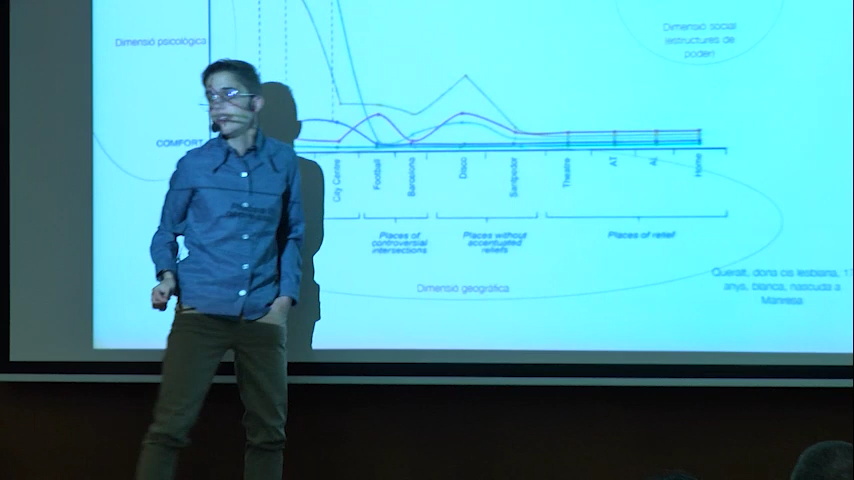 Dimensió psicològica
Dimensió social
(estructures de
poder)
COMFORT
City Centre
Football
Barcelona
Disco
Santpedor
Theatre
AT
AL
Home
Places of
controversial
intersections
Places without
accentuated
reliefs
Places of relief
Dimensió geogràfica
Queralt, dona cis lesbiana, 17
anys, blanca, nascuda a
Manresa